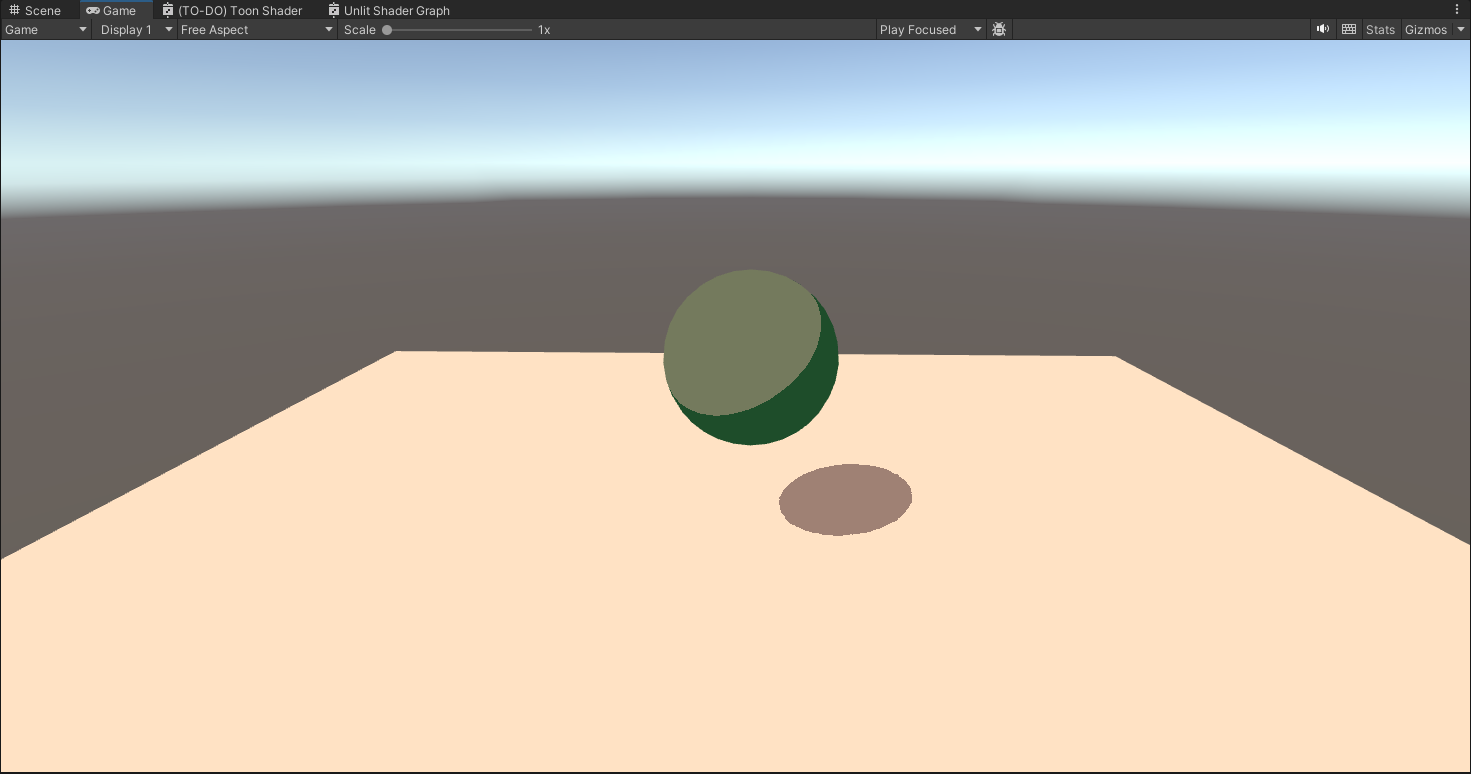 Scene Game (TO-DO) Toon Shader Unlit Shader Graph
Game Display 1 Free Aspect Scale 1x Play Focused Stats Gizmos